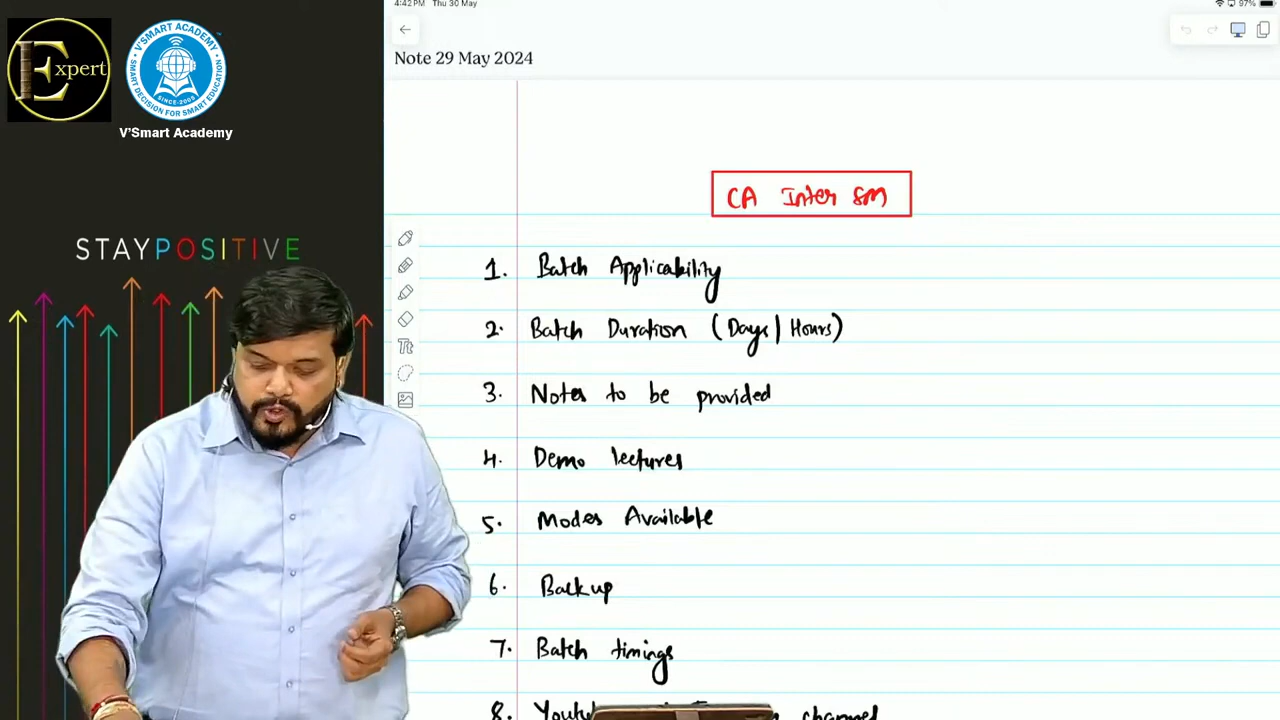 4:42 PM Thu 30 May
97%
Note 29 May 2024
Expert
V'SMART ACADEMY
SMART DECISION FOR SMART EDUCATION
SINCE-2005
V'Smart Academy
STAYPOSITIVE
CA Inter SM
1. Batch Applicability
2. Batch Duration (Days | Hours)
3. Notes to be provided
4. Demo lectures
5. Modes Available
6. Backup
7. Batch timings
Tt
8. channel